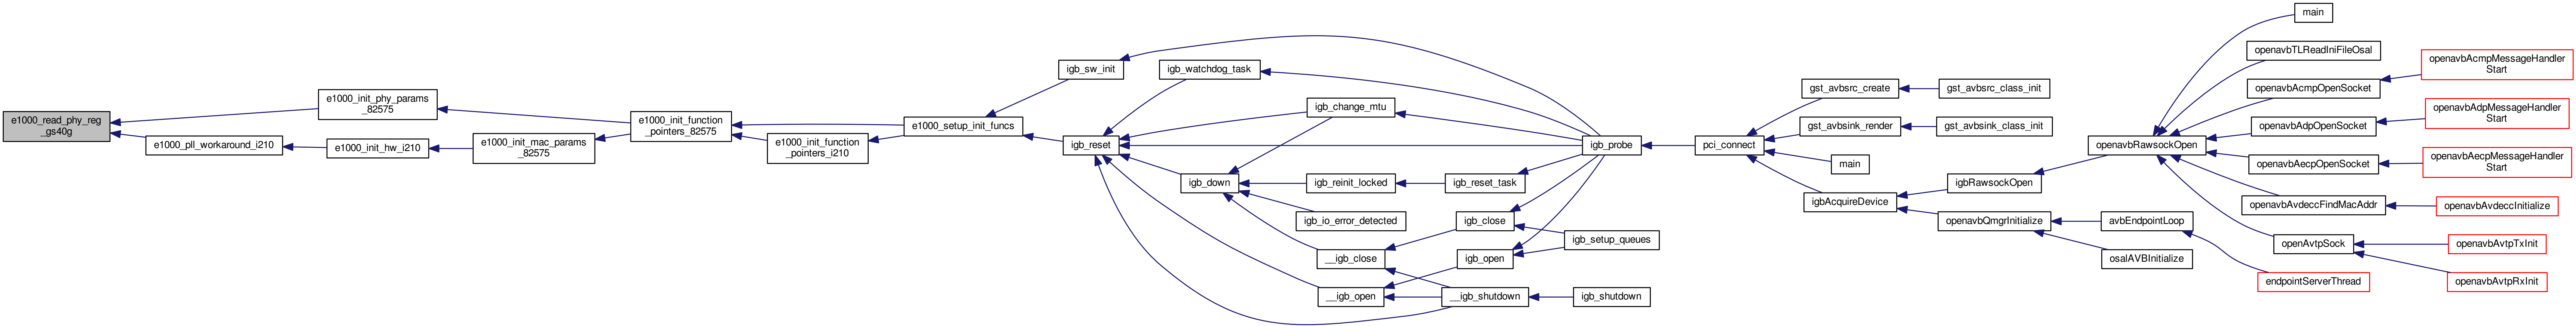 e1000_read_phy_reg
_gs40g
e1000_init_phy_params
_82575
e1000_pll_workaround_i210
e1000_init_hw_i210
e1000_init_mac_params
_82575
e1000_init_function
_pointers_82575
e1000_init_function
_pointers_i210
e1000_setup_init_funcs
igb_sw_init
igb_reset
igb_watchdog_task
igb_change_mtu
igb_down
igb_reinit_locked
igb_reset_task
igb_io_error_detected
__igb_close
__igb_open
igb_close
igb_open
__igb_shutdown
igb_probe
igb_setup_queues
igb_shutdown
pci_connect
gst_avbsrc_create
gst_avbsrc_class_init
gst_avbsink_render
gst_avbsink_class_init
main
igbAcquireDevice
igbRawsockOpen
openavbQmgrInitialize
avbEndpointLoop
osalAVBInitialize
openavbRawsockOpen
endpointServerThread
main
openavbTLReadIniFileOsal
openavbAcmpOpenSocket
openavbAcmpMessageHandler
Start
openavbAdpOpenSocket
openavbAdpMessageHandler
Start
openavbAecpOpenSocket
openavbAecpMessageHandler
Start
openavbAvdeccFindMacAddr
openavbAvdeccInitialize
openAvtpSock
openavbAvtpTxInit
openavbAvtpRxInit